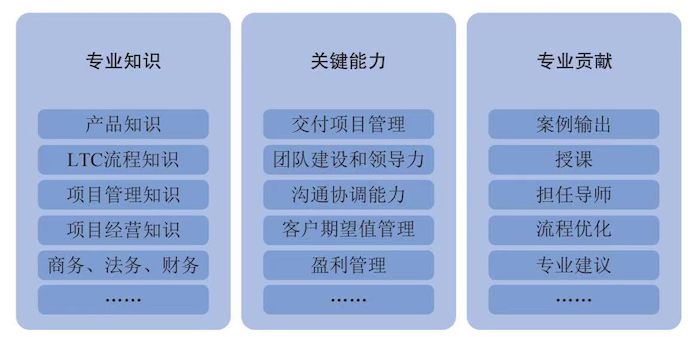 专业知识
产品知识
LTC流程知识
项目管理知识
项目经营知识
商务、法务、财务
……
关键能力
交付项目管理
团队建设和领导力
沟通协调能力
客户期望值管理
盈利管理
……
专业贡献
案例输出
授课
担任导师
流程优化
专业建议
……